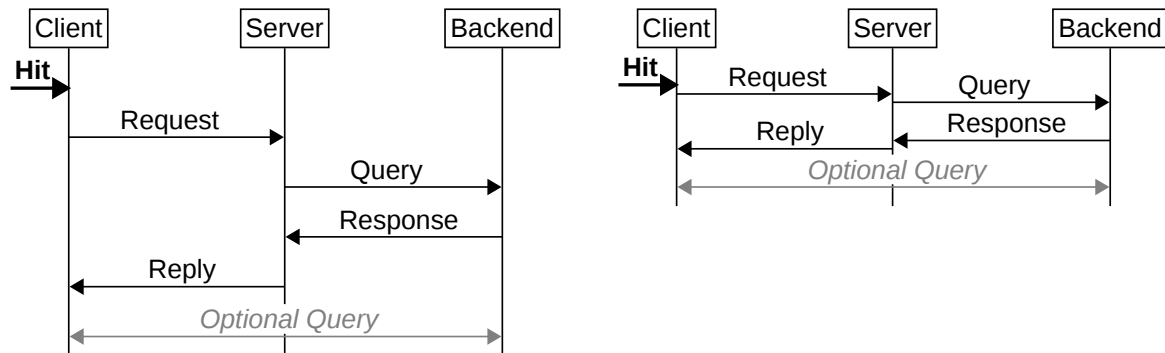 Client Server Backend
Hit
Request
Query
Response
Reply
Optional Query
Client Server Backend
Hit
Request
Query
Response
Reply
Optional Query